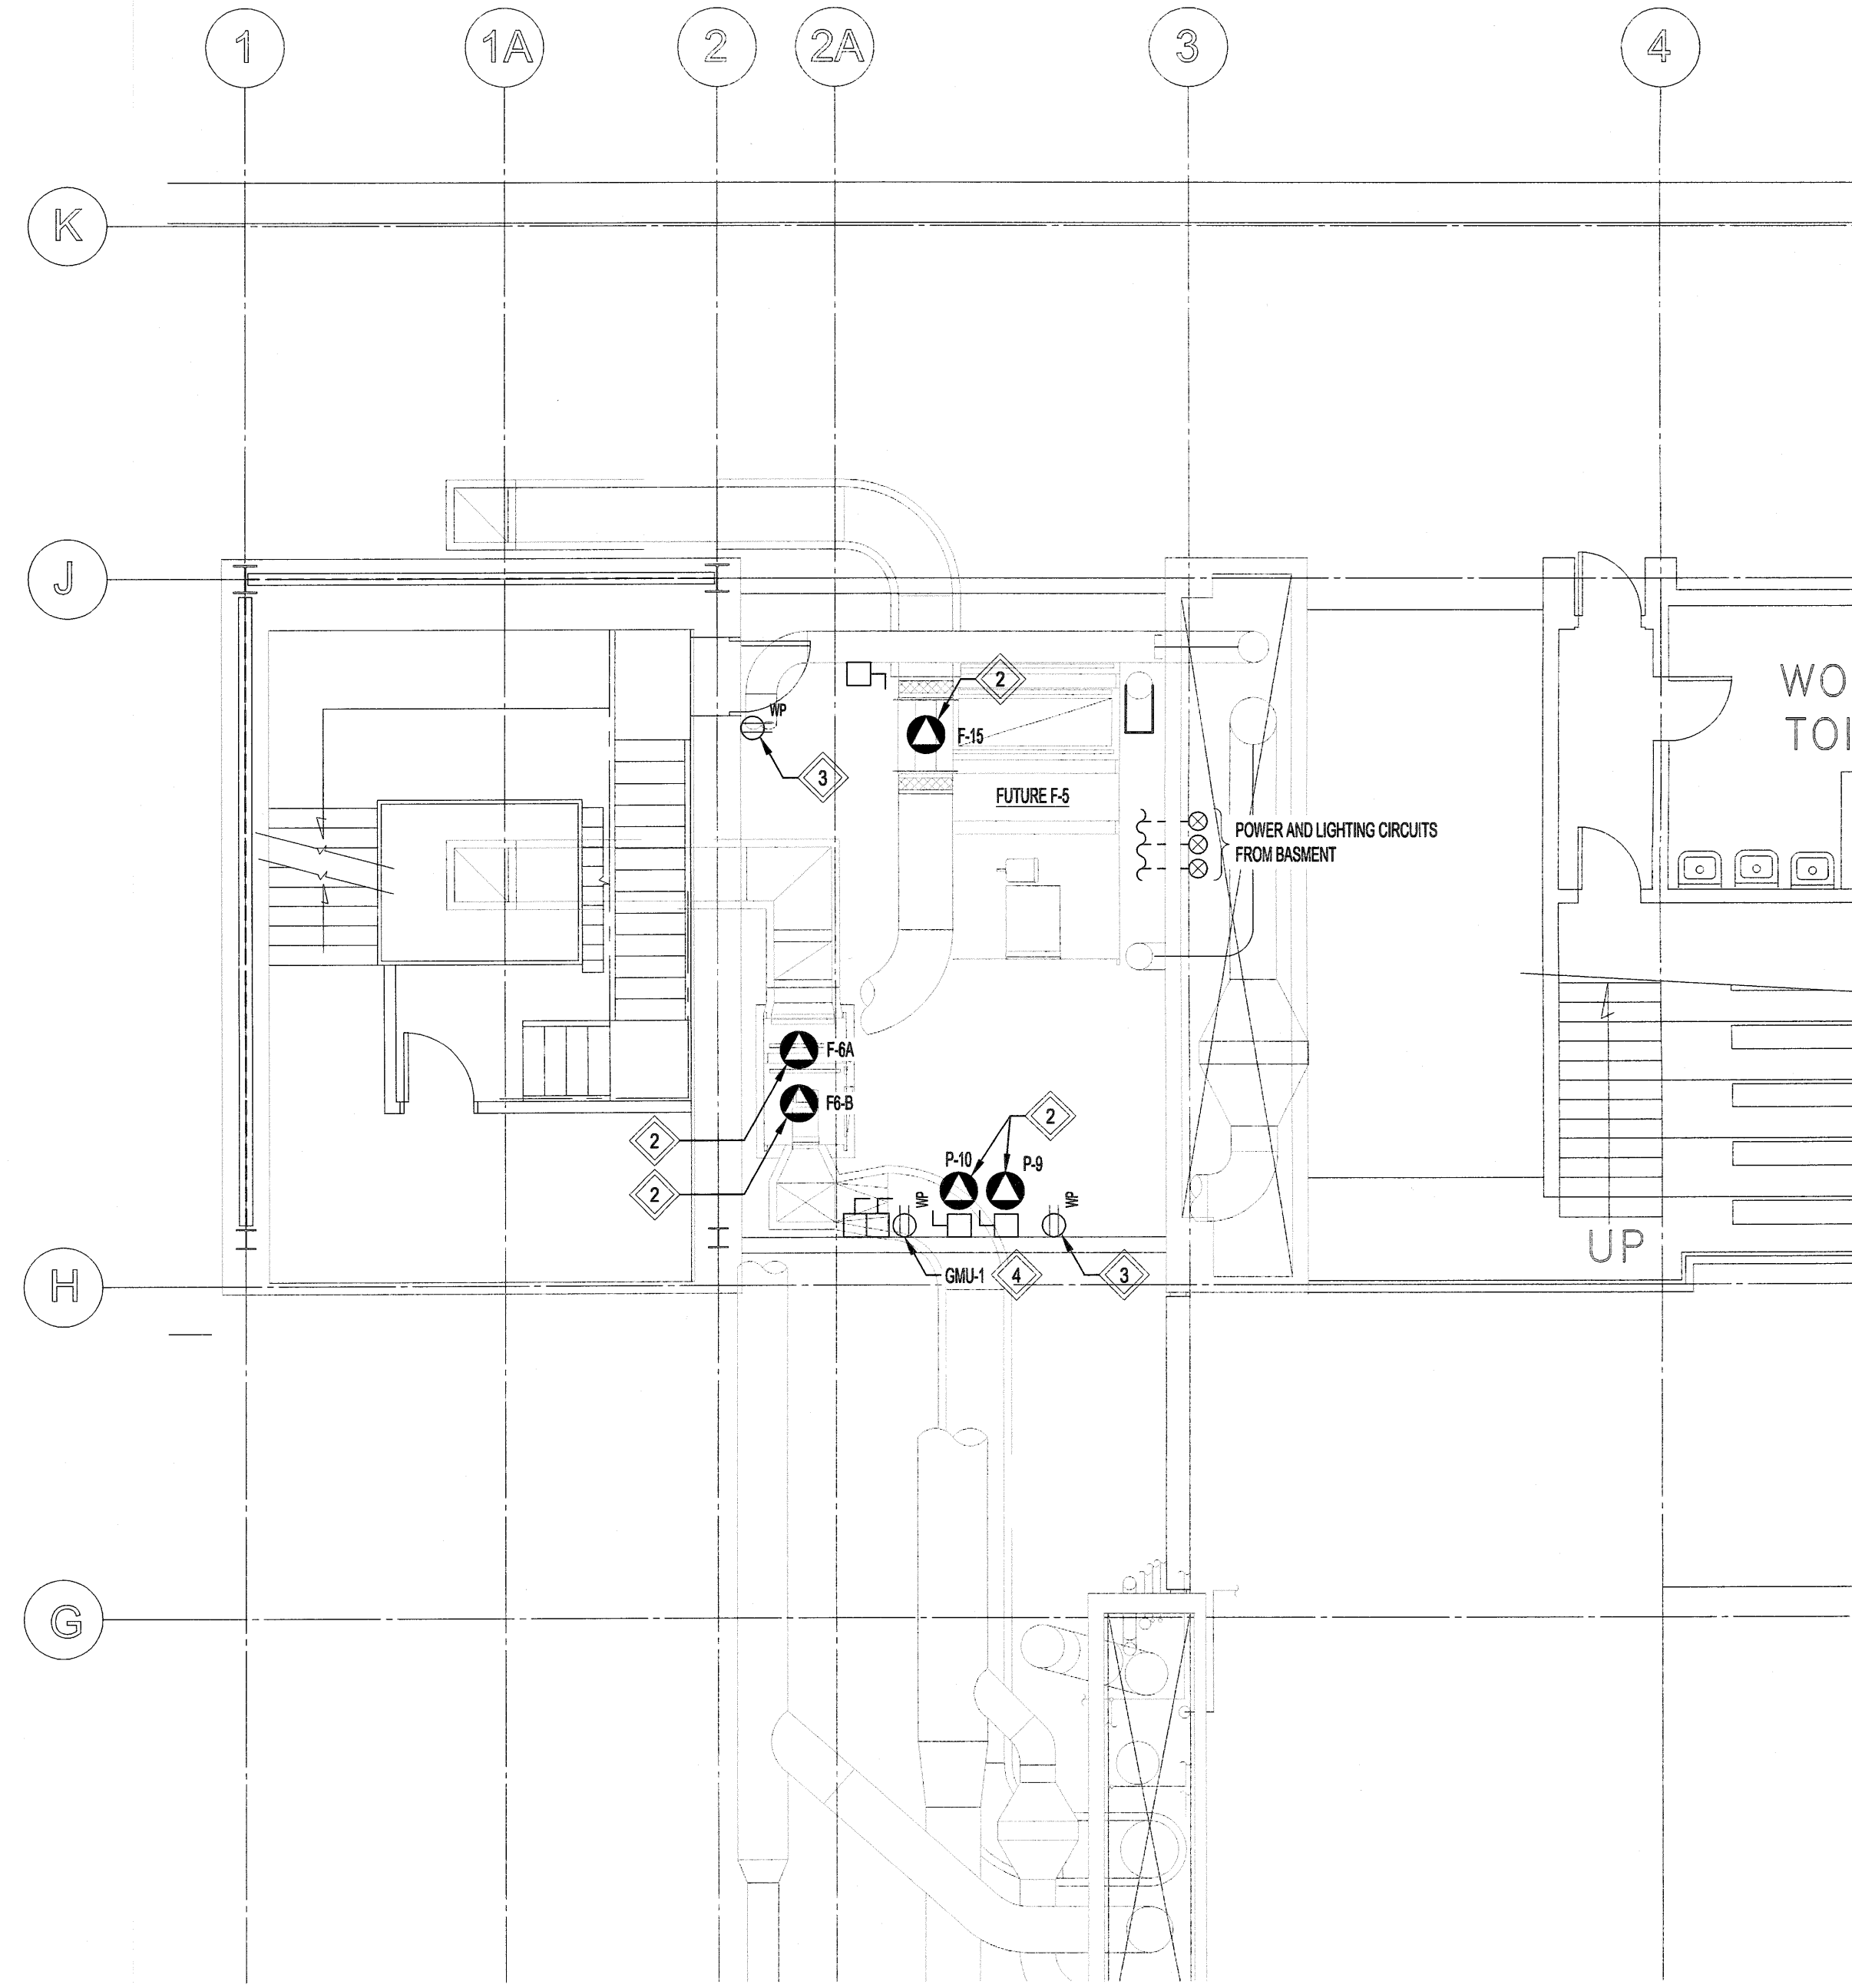 1
1A
2
2A
3
4
K
J
WO
TOI
2
WP
F-15
3
FUTURE F-5
POWER AND LIGHTING CIRCUITS
FROM BASMENT
F-6A
F6-B
2
2
2
P-10
P-9
WP
WP
UP
H
GMU-1
4
3
G